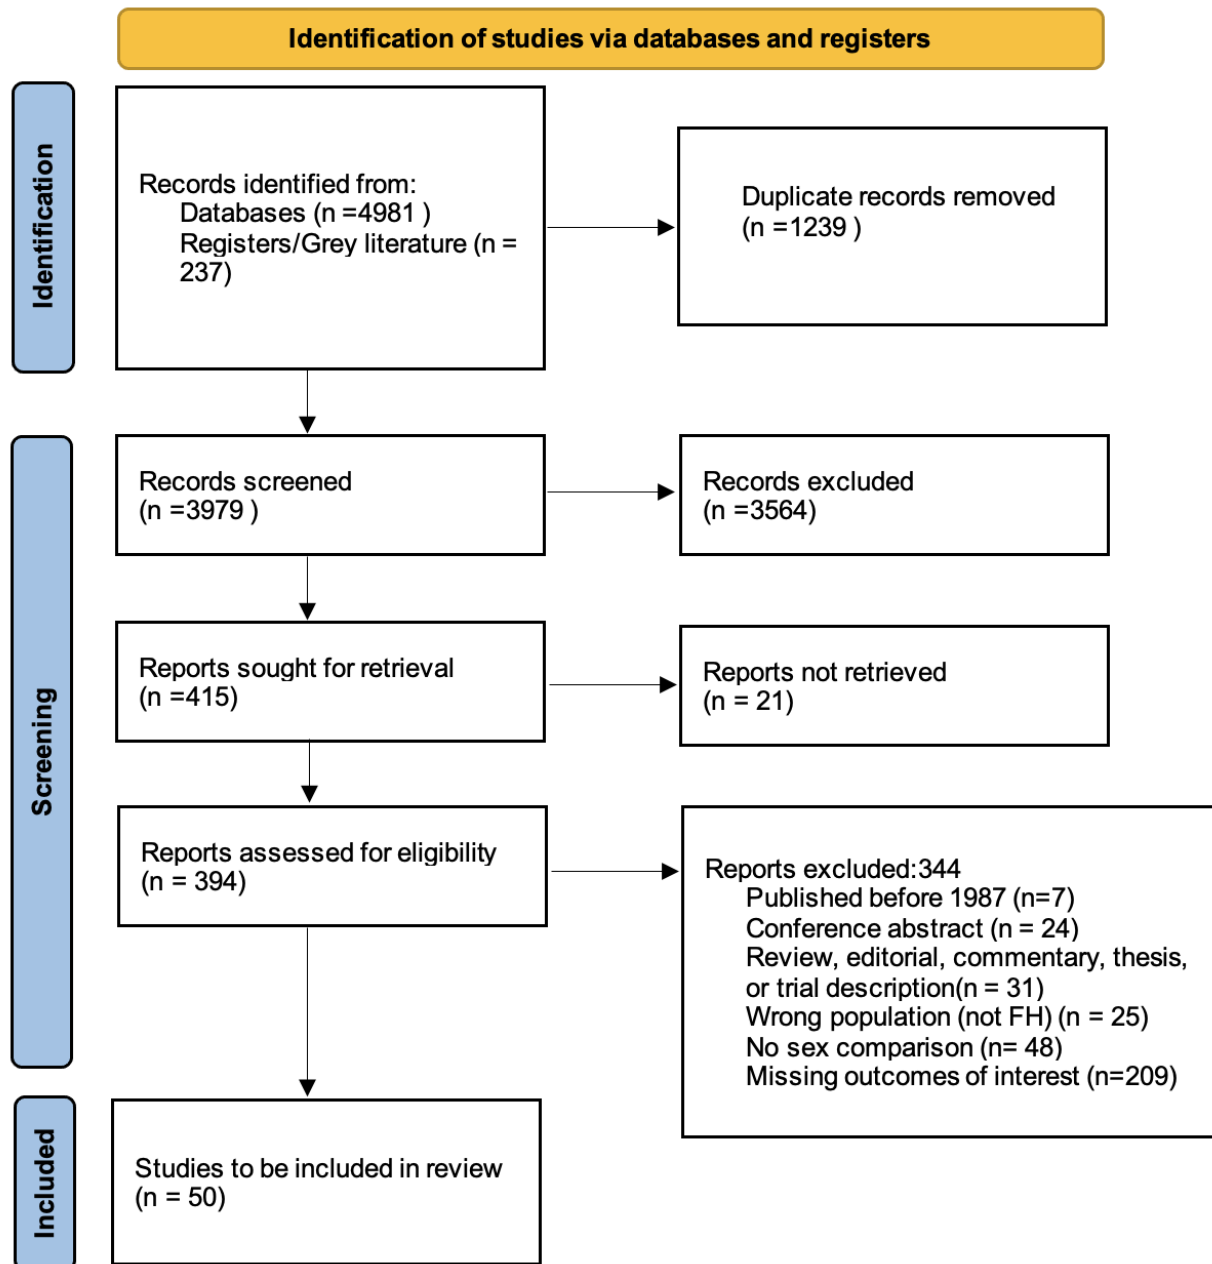 Identification of studies via databases and registers
Identification
Records identified from:
Databases (n =4981 )
Registers/Grey literature (n =
237)
Duplicate records removed
(n =1239 )
Screening
Records screened
(n =3979 )
Records excluded
(n =3564)
Reports sought for retrieval
(n =415)
Reports not retrieved
(n = 21)
Reports assessed for eligibility
(n = 394)
Reports excluded:344
Published before 1987 (n=7)
Conference abstract (n = 24)
Review, editorial, commentary, thesis,
or trial description(n = 31)
Wrong population (not FH) (n = 25)
No sex comparison (n= 48)
Missing outcomes of interest (n=209)
Included
Studies to be included in review
(n = 50)